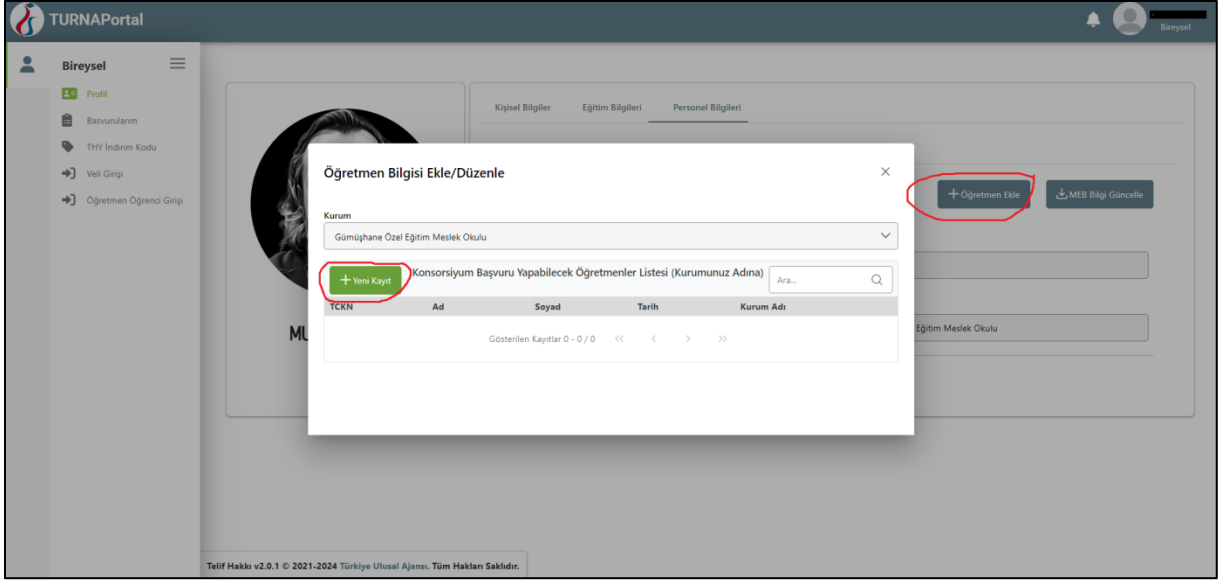 TURNAPortal
Bireysel
Bireysel
Profil
Basvurularım
THY İndirim Kodu
Veli Girişi
Öğretmen Öğrenci Girişi
Kişisel Bilgiler
Eğitim Bilgileri
Personel Bilgileri
Öğretmen Ekle
MEB Bilgi Güncelle
Eğitim Meslek Okulu
MU
Öğretmen Bilgisi Ekle/Düzenle
Kurum
Gümüşhane Özel Eğitim Meslek Okulu
Yeni Kayıt
Konsorsiyum Başvuru Yapabilecek Öğretmenler Listesi (Kurumunuz Adına)
Ara...
TCKN Ad Soyad Tarih Kurum Adı
Gösterilen Kayıtlar 0 - 0 / 0
Telif Hakkı v2.0.1 © 2021-2024 Türkiye Ulusal Ajansı. Tüm Hakları Saklıdır.